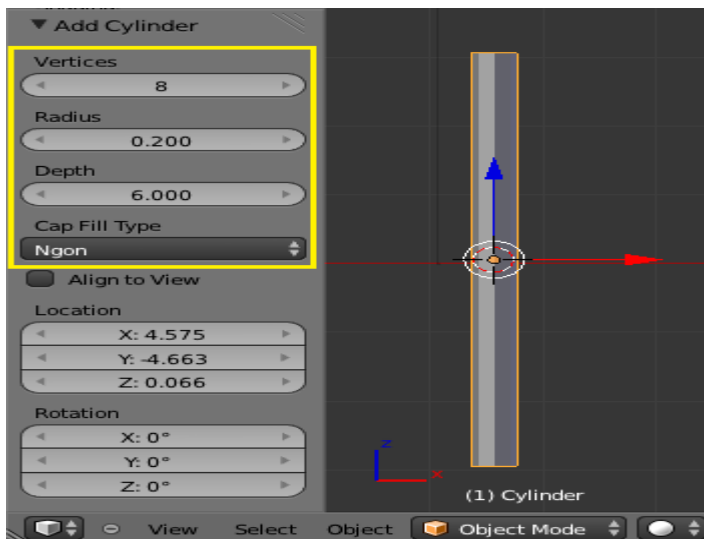 Add Cylinder
Vertices
8
Radius
0.200
Depth
6.000
Cap Fill Type
Ngon
Align to View
Location
X: 4.575
Y: -4.663
Z: 0.066
Rotation
X: 0°
Y: 0°
Z: 0°
z
x
(1) Cylinder
View Select Object Object Mode